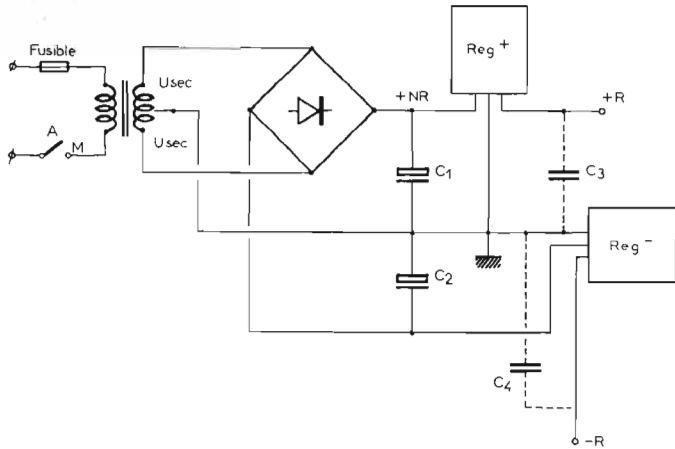 Fusible
A
M
Usec
Usec
+NR
Reg+
+R
C1
C2
C3
C4
Reg-
-R